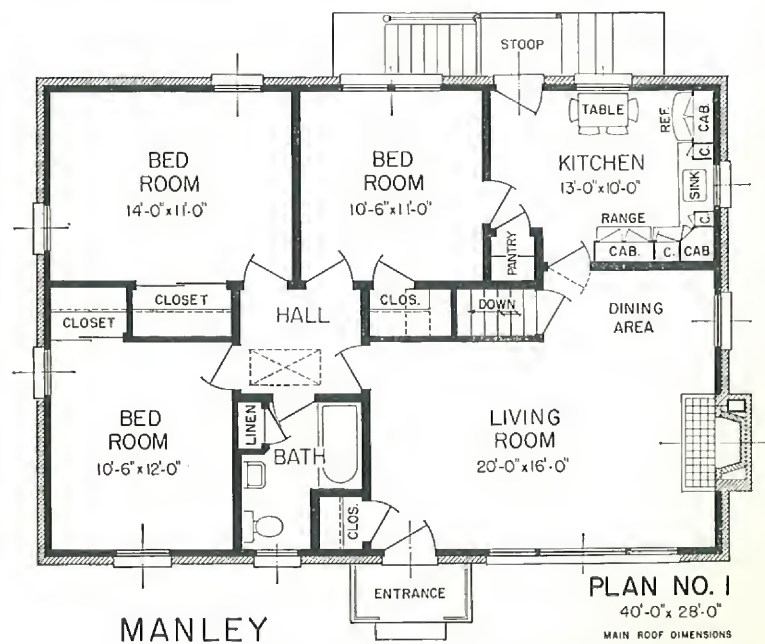 STOOP
BED
ROOM
14'-0"x11'-0"
BED
ROOM
10'-6"x11'-0"
TABLE
REF.
CAB.
C.
KITCHEN
13'-0"x10'-0"
SINK
RANGE
C.
CAB.
C.
CAB
PANTRY
CLOSET
CLOSET
HALL
CLOS.
DOWN
DINING
AREA
BED
ROOM
10'-6"x12'-0"
LINEN
BATH
CLOS.
LIVING
ROOM
20'-0"x16'-0"
ENTRANCE
MANLEY
PLAN NO. 1
40'-0"x 28'-0"
MAIN ROOF DIMENSIONS